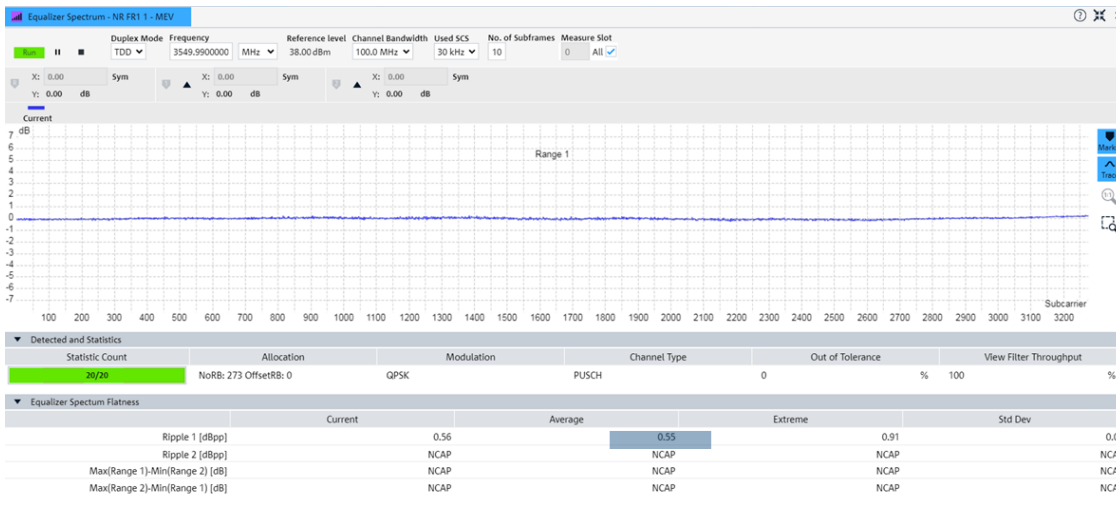 Equalizer Spectrum - NR FR1 1 - MEV
Duplex Mode Frequency Reference level Channel Bandwidth Used SCS No. of Subframes Measure Slot
Run TDD 3549.9900000 MHz 38.00 dBm 100.0 MHz 30 kHz 10 0 All
X: 0.00 Sym X: 0.00 Sym X: 0.00 Sym
Y: 0.00 dB Y: 0.00 dB Y: 0.00 dB
Current
dB
7
6
Range 1
5
4
3
2
1
0
-1
-2
-3
-4
-5
-6
-7
Mark
Trac
Subcarrier
100 200 300 400 500 600 700 800 900 1000 1100 1200 1300 1400 1500 1600 1700 1800 1900 2000 2100 2200 2300 2400 2500 2600 2700 2800 2900 3000 3100 3200
Detected and Statistics
Statistic Count Allocation Modulation Channel Type Out of Tolerance View Filter Throughput
20/20 NoRB: 273 OffsetRB: 0 QPSK PUSCH 0 % 100 %
Equalizer Spectum Flatness
Current Average Extreme Std Dev
Ripple 1 [dBpp] 0.56 0.55 0.91 0.0
Ripple 2 [dBpp] NCAP NCAP NCAP NCA
Max(Range 1)-Min(Range 2) [dB] NCAP NCAP NCAP NCA
Max(Range 2)-Min(Range 1) [dB] NCAP NCAP NCAP NCA